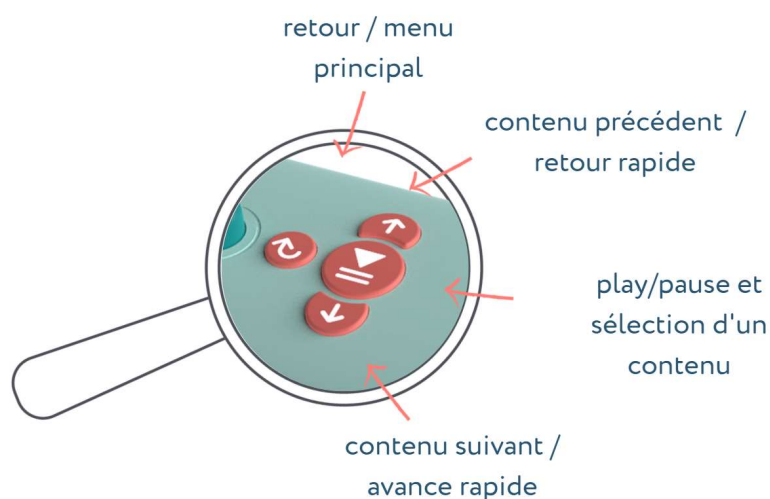 retour / menu
principal
contenu précédent /
retour rapide
play/pause et
sélection d'un
contenu
contenu suivant /
avance rapide